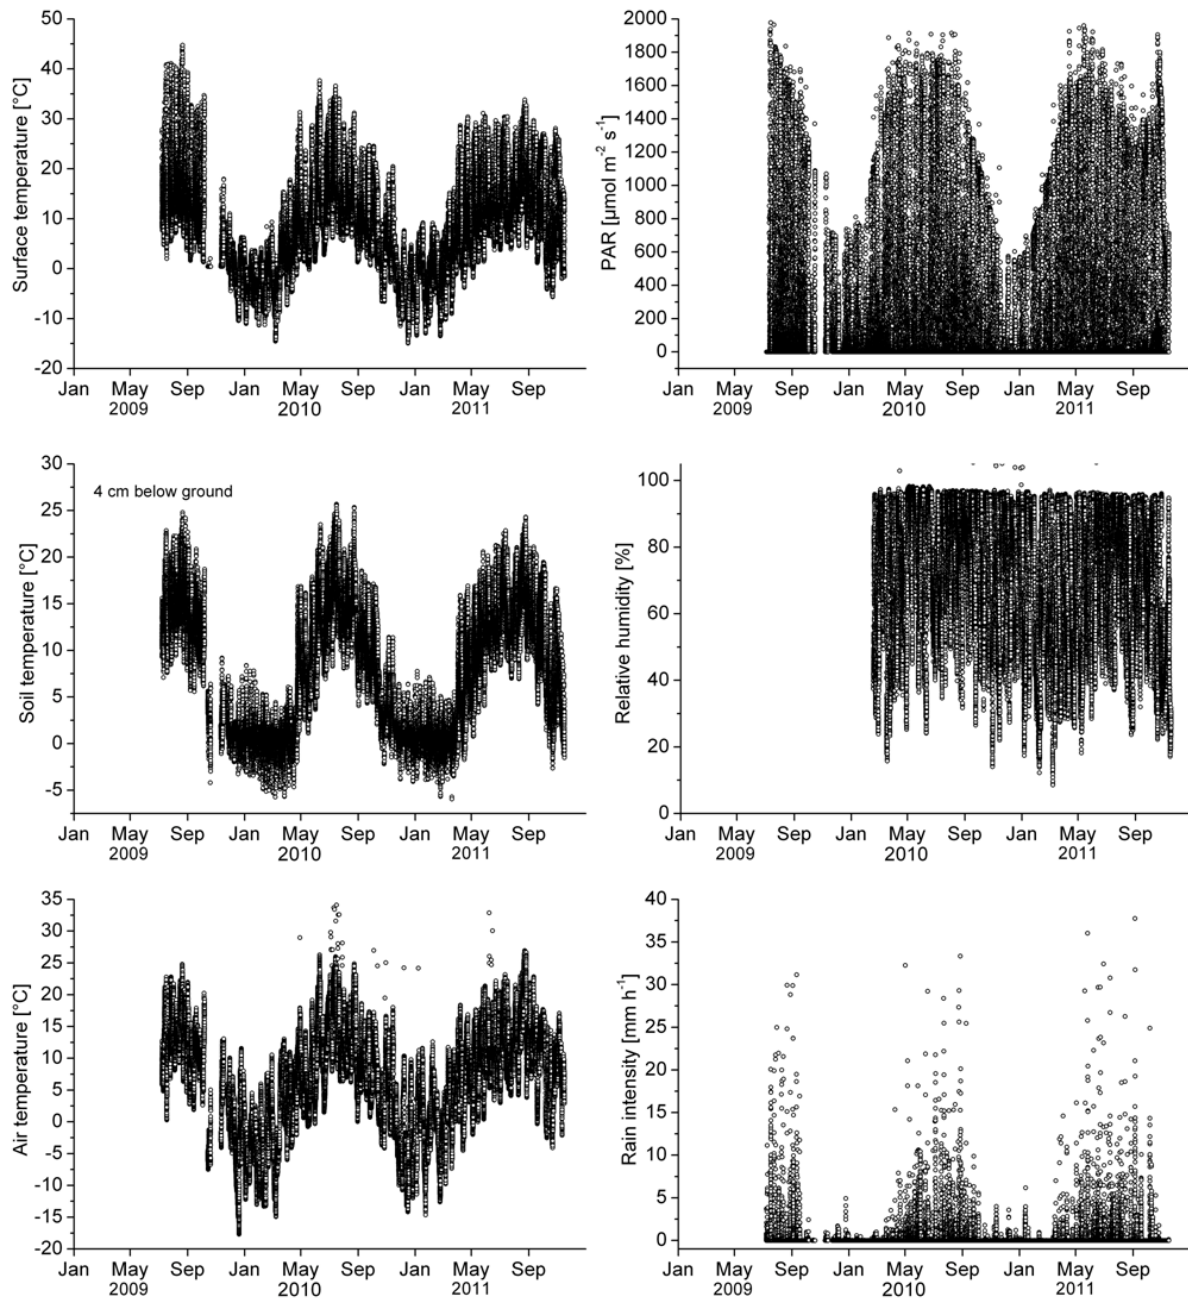 Surface temperature [°C]
50
40
30
20
10
0
-10
-20
Jan May Sep Jan May Sep Jan May Sep
2009 2010 2011
PAR [µmol m-2 s-1]
2000
1800
1600
1400
1200
1000
800
600
400
200
0
Jan May Sep Jan May Sep Jan May Sep
2009 2010 2011
Soil temperature [°C]
4 cm below ground
30
25
20
15
10
5
0
-5
Jan May Sep Jan May Sep Jan May Sep
2009 2010 2011
Relative humidity [%]
100
80
60
40
20
0
Jan May Sep Jan May Sep Jan May Sep
2009 2010 2011
Air temperature [°C]
35
30
25
20
15
10
5
0
-5
-10
-15
-20
Jan May Sep Jan May Sep Jan May Sep
2009 2010 2011
Rain intensity [mm h-1]
40
35
30
25
20
15
10
5
0
Jan May Sep Jan May Sep Jan May Sep
2009 2010 2011